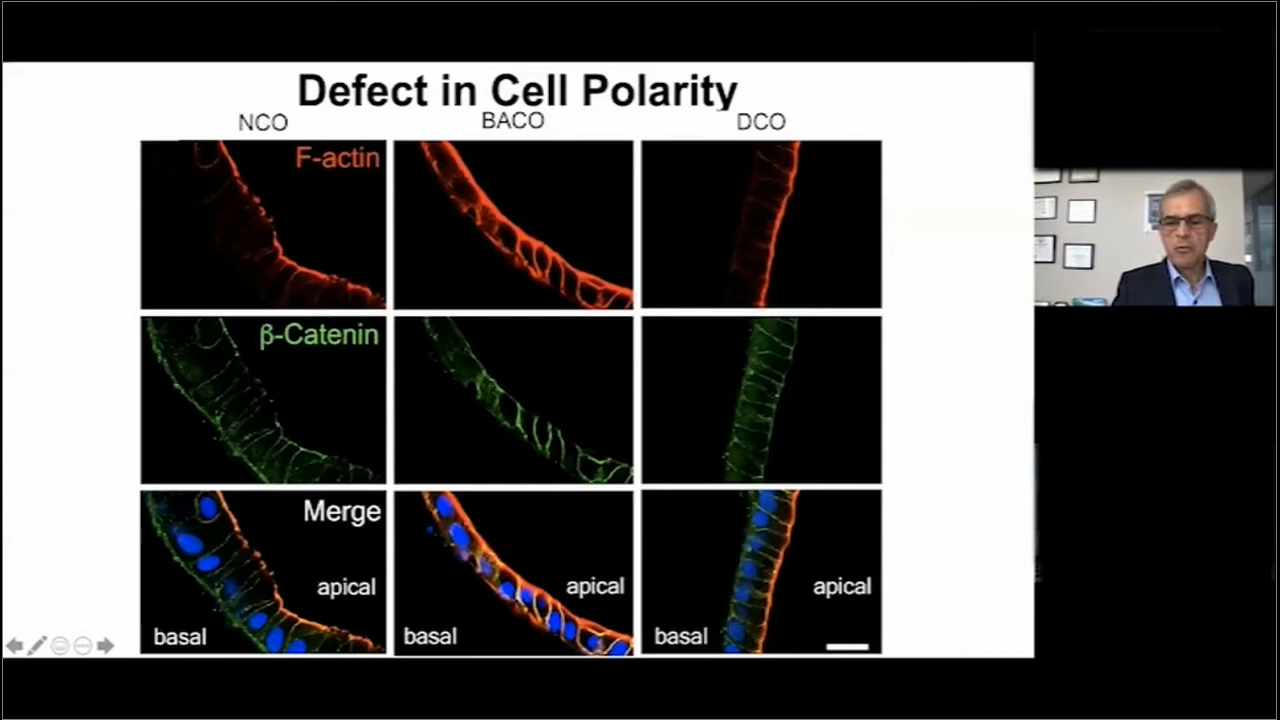 Defect in Cell Polarity
NCO
BACO
DCO
F-actin
β-Catenin
Merge
apical
apical
apical
basal
basal
basal